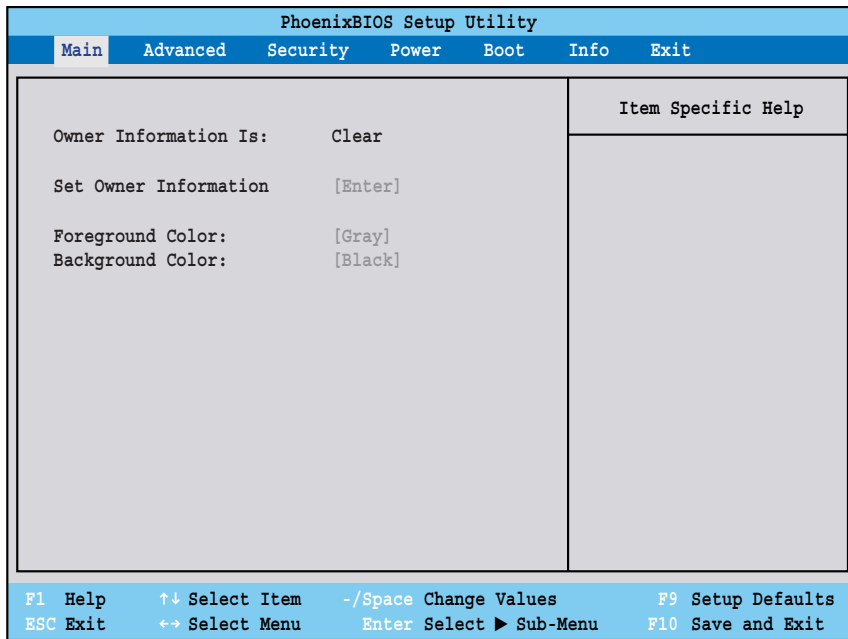 PhoenixBIOS Setup Utility
Main Advanced Security Power Boot Info Exit
Item Specific Help
Owner Information Is: Clear
Set Owner Information [Enter]
Foreground Color: [Gray]
Background Color: [Black]
F1 Help ↑↓ Select Item -/Space Change Values F9 Setup Defaults
ESC Exit ←→ Select Menu Enter Select ▶ Sub-Menu F10 Save and Exit